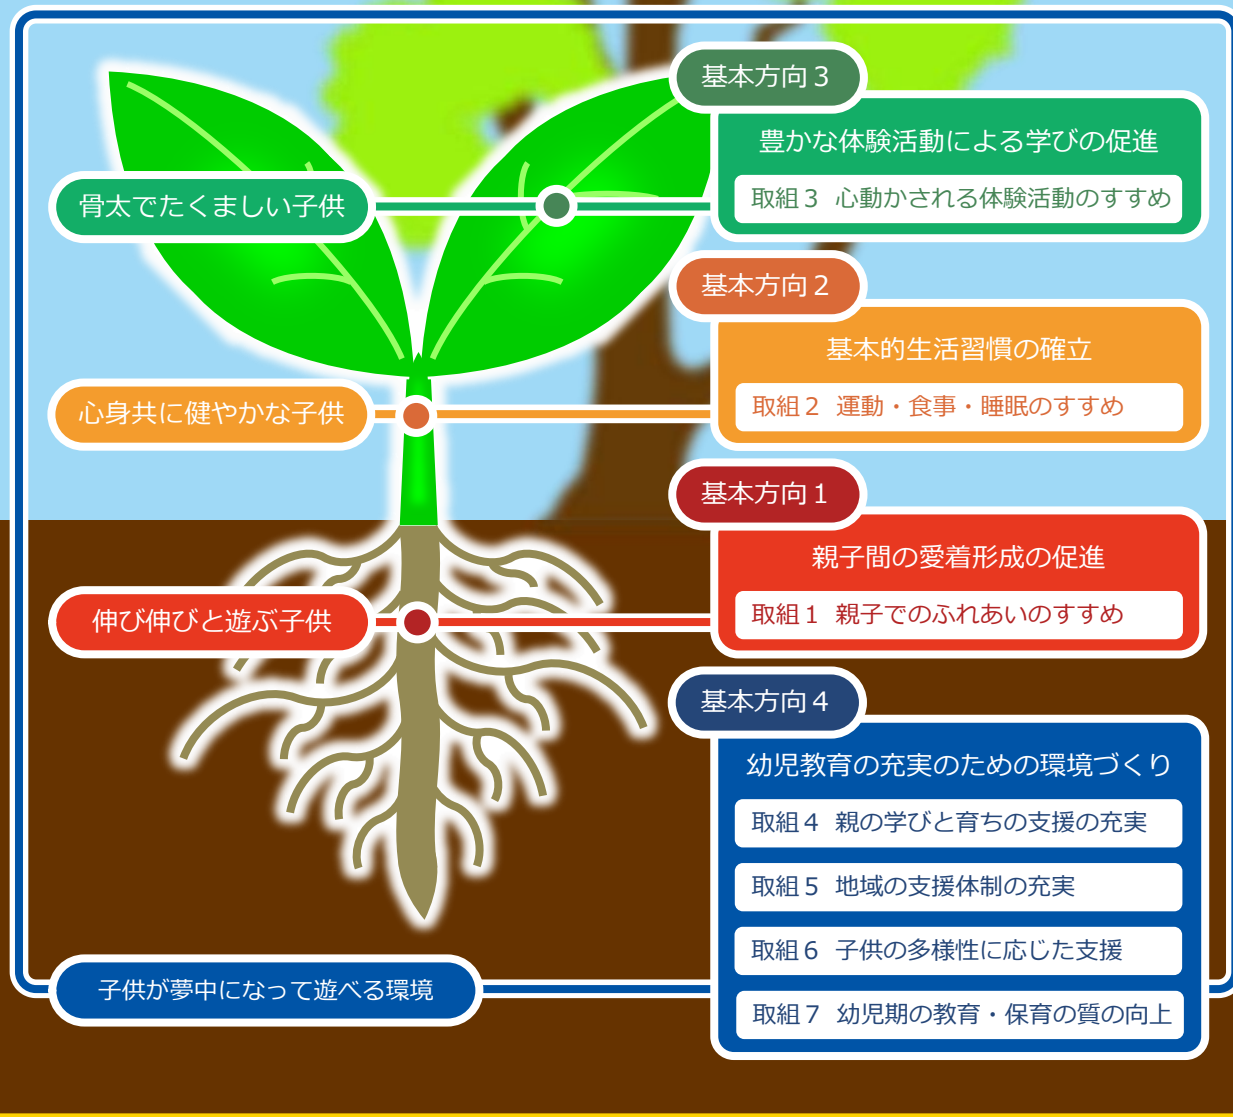 基本方向３
豊かな体験活動による学びの促進
取組３ 心動かされる体験活動のすすめ
骨太でたくましい子供
基本方向２
基本的生活習慣の確立
取組２ 運動・食事・睡眠のすすめ
心身共に健やかな子供
基本方向１
親子間の愛着形成の促進
取組１ 親子でのふれあいのすすめ
伸び伸びと遊ぶ子供
基本方向４
幼児教育の充実のための環境づくり
取組４ 親の学びと育ちの支援の充実
取組５ 地域の支援体制の充実
取組６ 子供の多様性に応じた支援
取組７ 幼児期の教育・保育の質の向上
子供が夢中になって遊べる環境